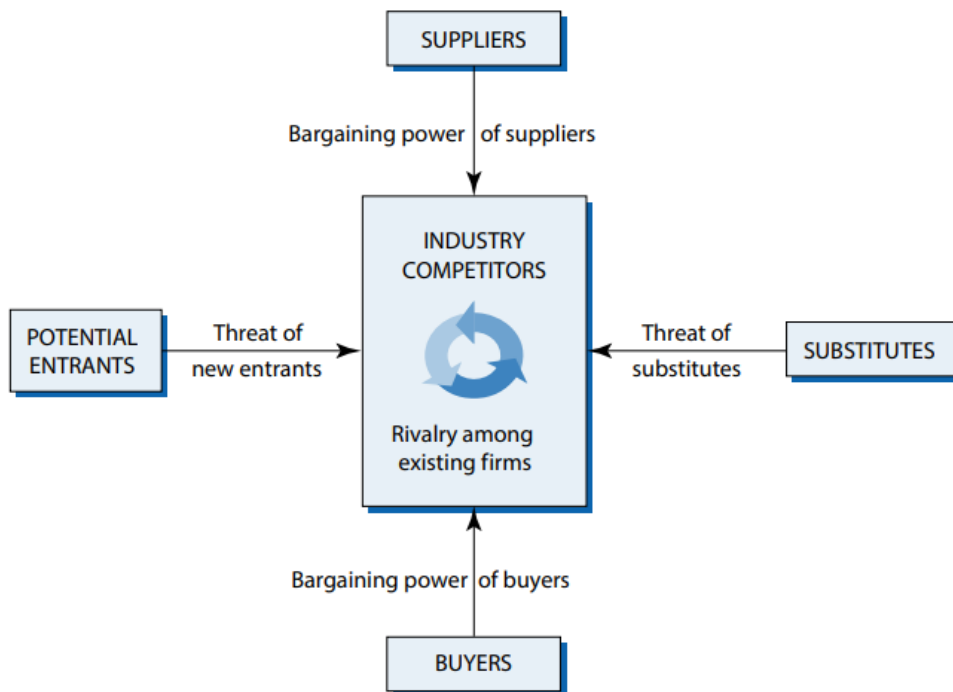 SUPPLIERS
Bargaining power of suppliers
INDUSTRY
COMPETITORS
POTENTIAL
ENTRANTS
Threat of
new entrants
Threat of
substitutes
SUBSTITUTES
Rivalry among
existing firms
Bargaining power of buyers
BUYERS